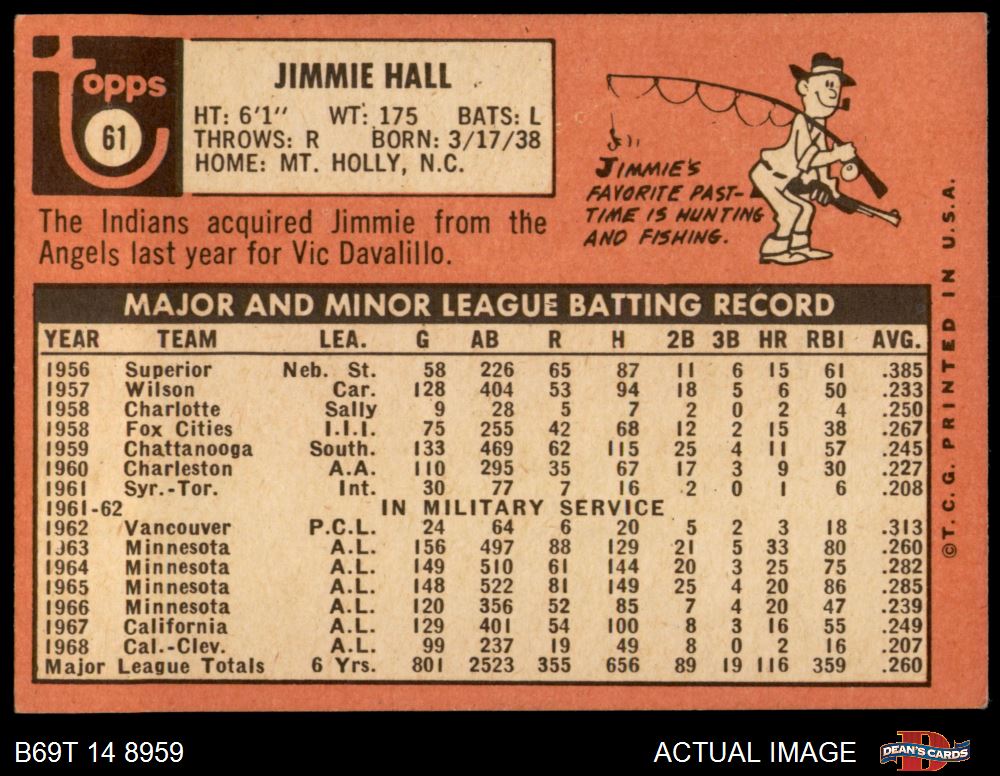 Topps
61
JIMMIE HALL
HT: 6'1" WT: 175 BATS: L
THROWS: R BORN: 3/17/38
HOME: MT. HOLLY, N.C.
JIMMIE'S
FAVORITE PAST-
TIME IS HUNTING
AND FISHING.
The Indians acquired Jimmie from the
Angels last year for Vic Davalillo.
MAJOR AND MINOR LEAGUE BATTING RECORD
YEAR TEAM LEA. G AB R H 2B 3B HR RBI AVG.
1956 Superior Neb. St. 58 226 65 87 11 6 15 61 .385
1957 Wilson Car. 128 404 53 94 18 5 6 50 .233
1958 Charlotte Sally 9 28 5 7 2 0 2 4 .250
1958 Fox Cities I.I.I. 75 255 42 68 12 2 15 38 .267
1959 Chattanooga South. 133 469 62 115 25 4 11 57 .245
1960 Charleston A.A. 110 295 35 67 17 3 9 30 .227
1961 Syr.-Tor. Int. 30 77 7 16 2 0 1 6 .208
1961-62 IN MILITARY SERVICE
1962 Vancouver P.C.L. 24 64 6 20 5 2 3 18 .313
1963 Minnesota A.L. 156 497 88 129 21 5 33 80 .260
1964 Minnesota A.L. 149 510 61 144 20 3 25 75 .282
1965 Minnesota A.L. 148 522 81 149 25 4 20 86 .285
1966 Minnesota A.L. 120 356 52 85 7 4 20 47 .239
1967 California A.L. 129 401 54 100 8 3 16 55 .249
1968 Cal.-Clev. A.L. 99 237 19 49 8 0 2 16 .207
Major League Totals 6 Yrs. 801 2523 355 656 89 19 116 359 .260
©T.C.G. PRINTED IN U.S.A.
B69T 14 8959
ACTUAL IMAGE
D
DEAN'S CARDS